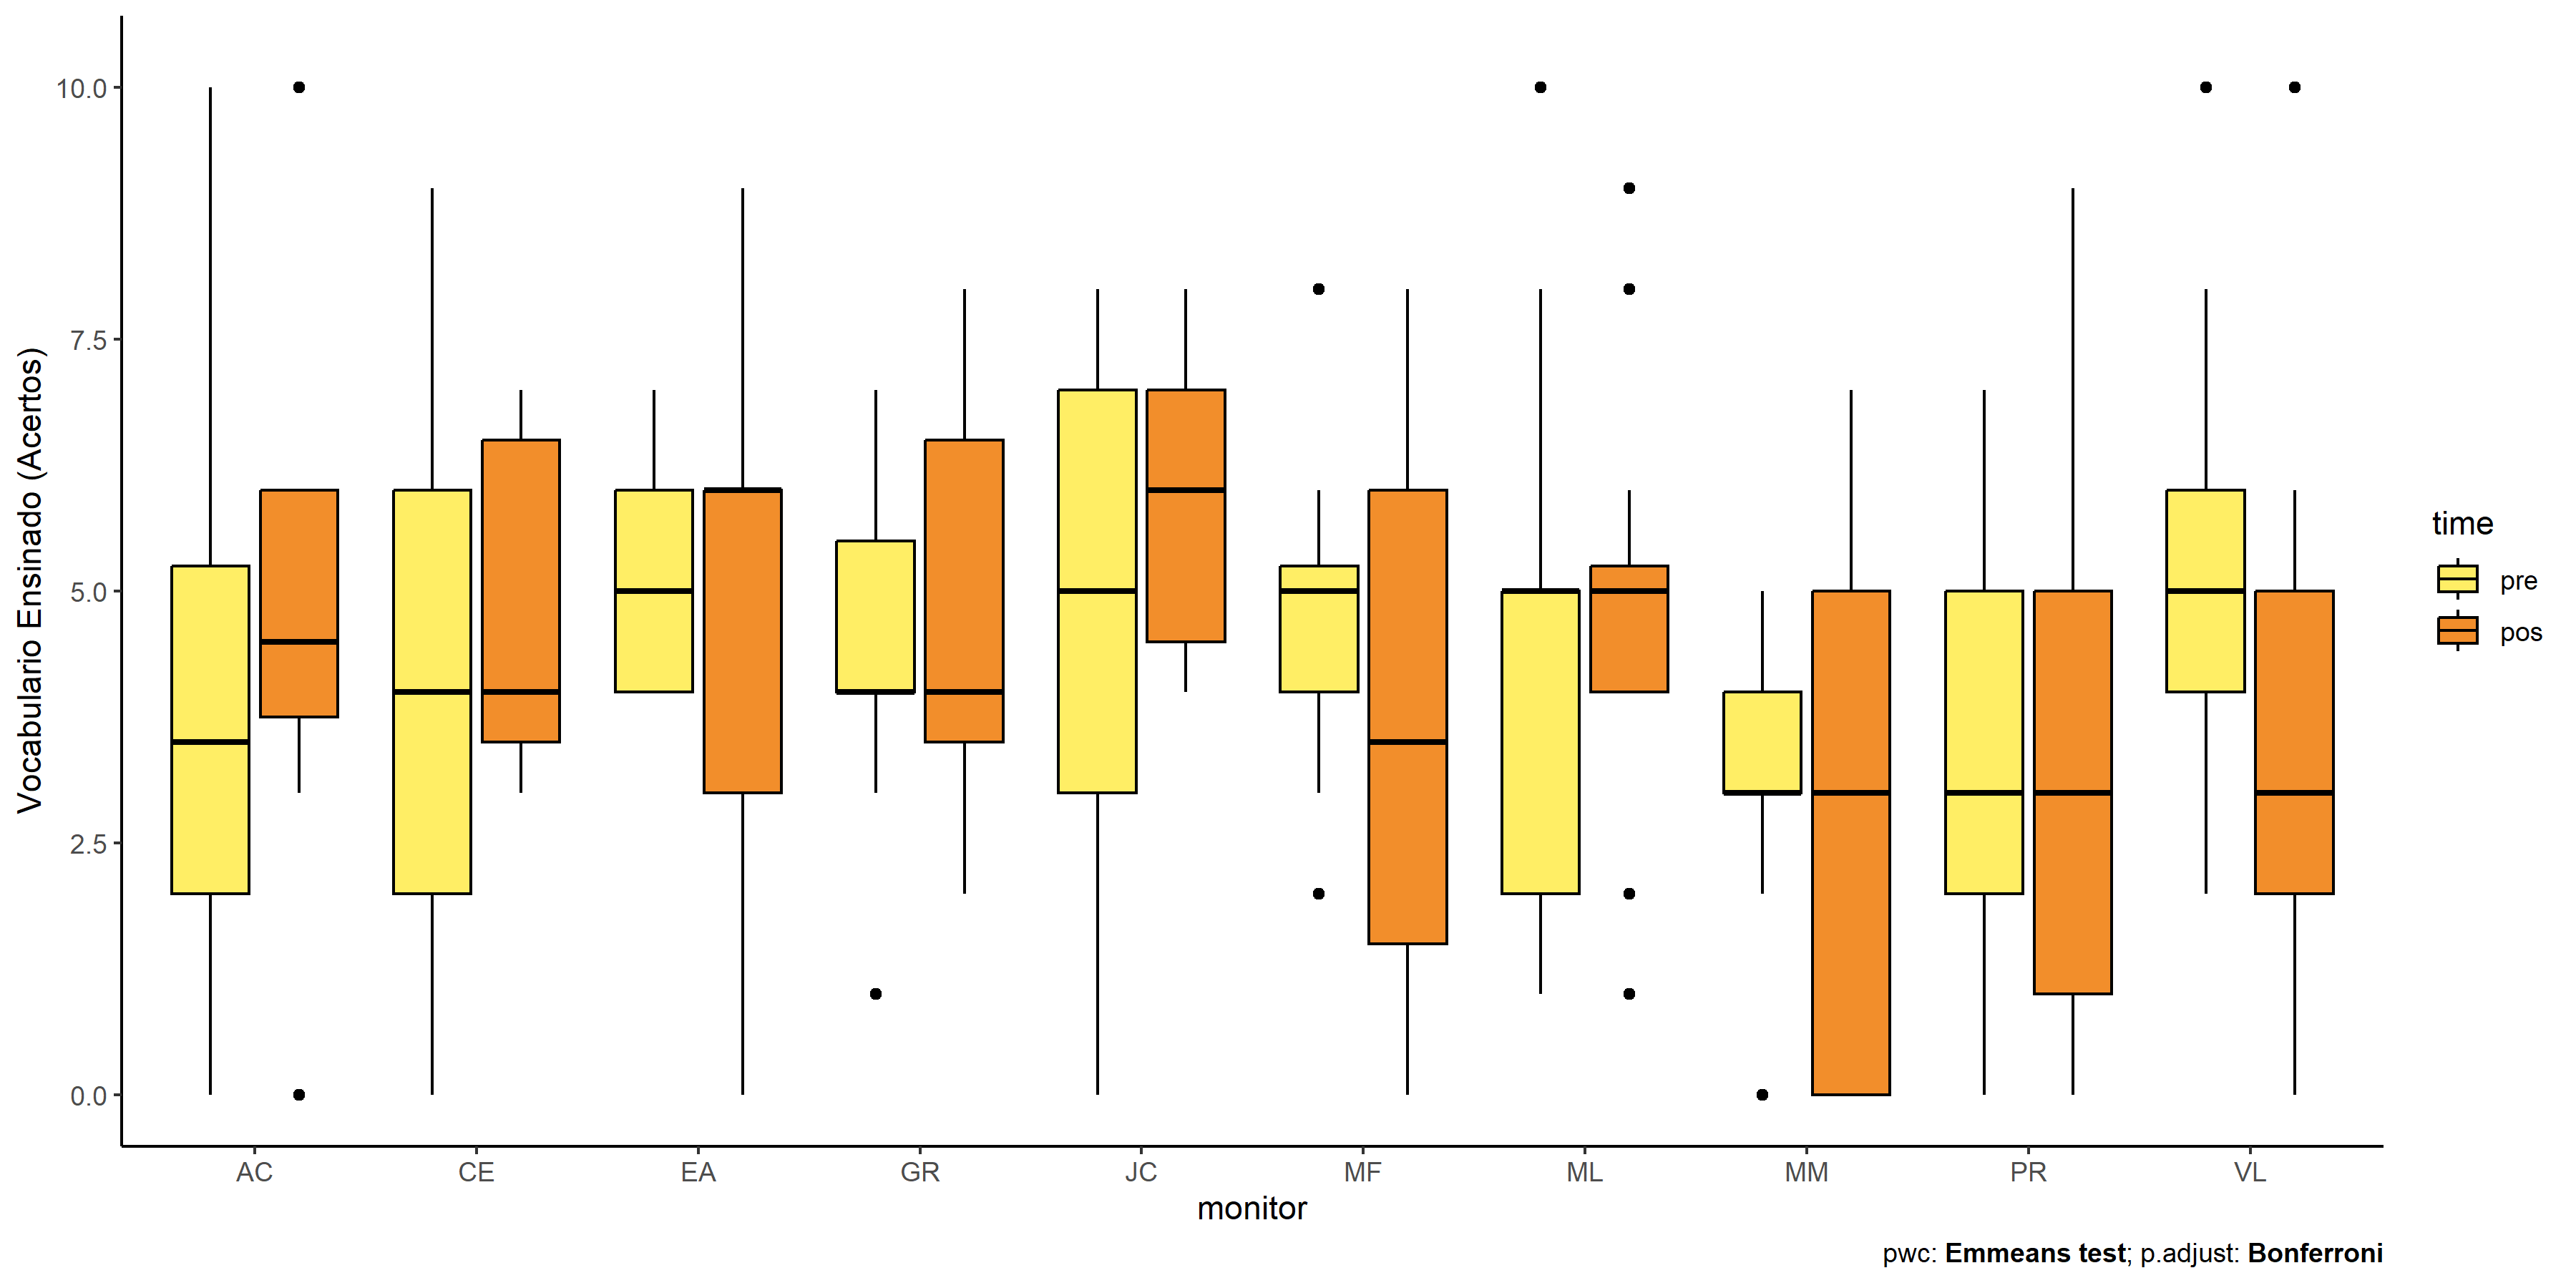 Vocabulario Ensinado (Acertos)
10.0
7.5
5.0
2.5
0.0
AC CE EA GR JC MF ML MM PR VL
monitor
time
pre
pos
pwc: Emmeans test; p.adjust: Bonferroni